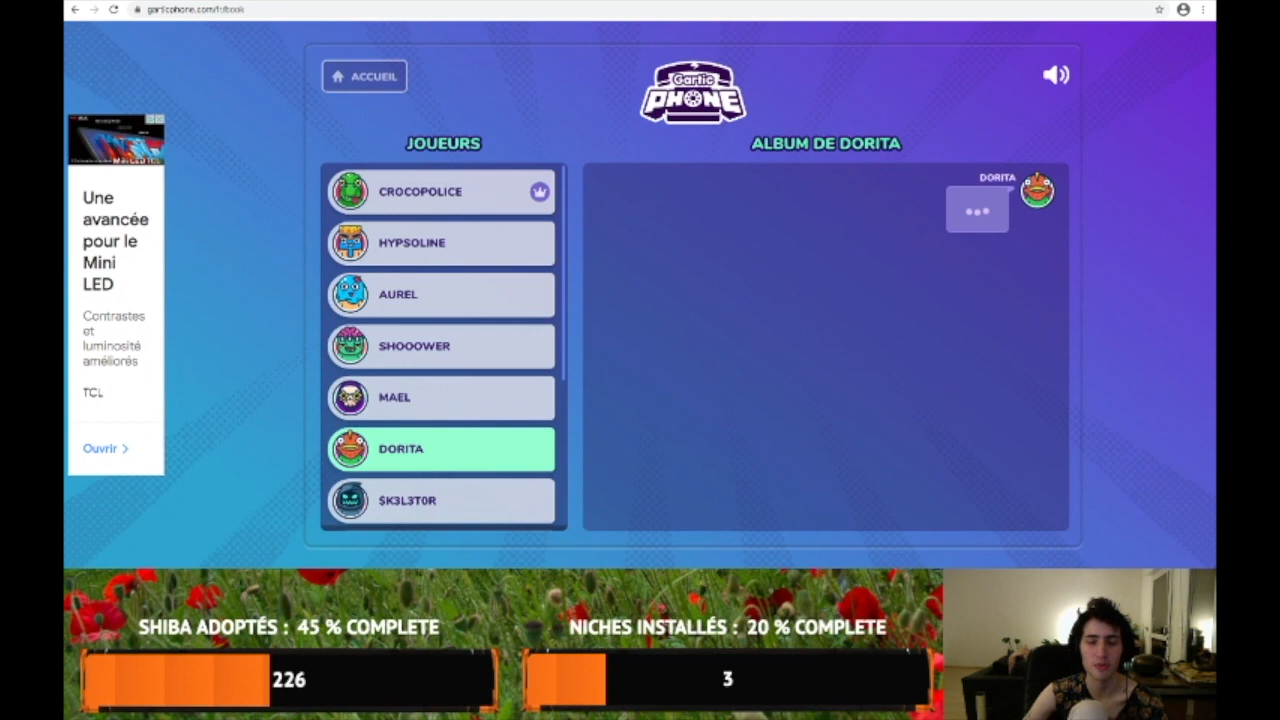 garticphone.com/fr/book
ACCUEIL
Gartic
PHONE
JOUEURS
ALBUM DE DORITA
CROCOPOLICE
HYPSOLINE
AUREL
SHOOOWER
MAEL
DORITA
$K3L3T0R
DORITA
Une
avancée
pour le
Mini
LED
Contrastes
et
luminosité
améliorés
TCL
Ouvrir
SHIBA ADOPTÉS : 45 % COMPLETE
226
NICHES INSTALLÉS : 20 % COMPLETE
3